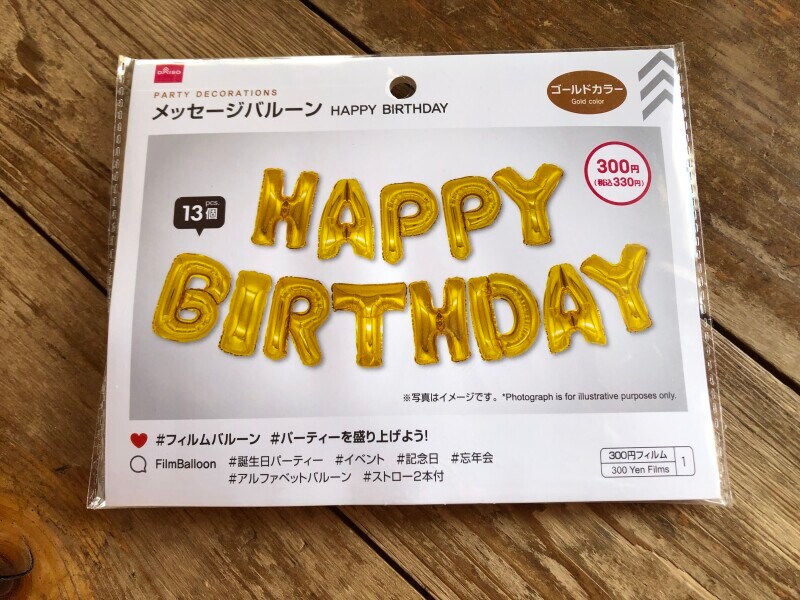 DAISO
PARTY DECORATIONS
メッセージバルーン HAPPY BIRTHDAY
ゴールドカラー
Gold color
300円
(税込330円)
pcs.
13個
HAPPY
BIRTHDAY
※写真はイメージです。*Photograph is for illustrative purposes only.
#フィルムバルーン #パーティーを盛り上げよう!
FilmBalloon #誕生日パーティー #イベント #記念日 #忘年会
#アルファベットバルーン #ストロー2本付
300円フィルム
300 Yen Films 1